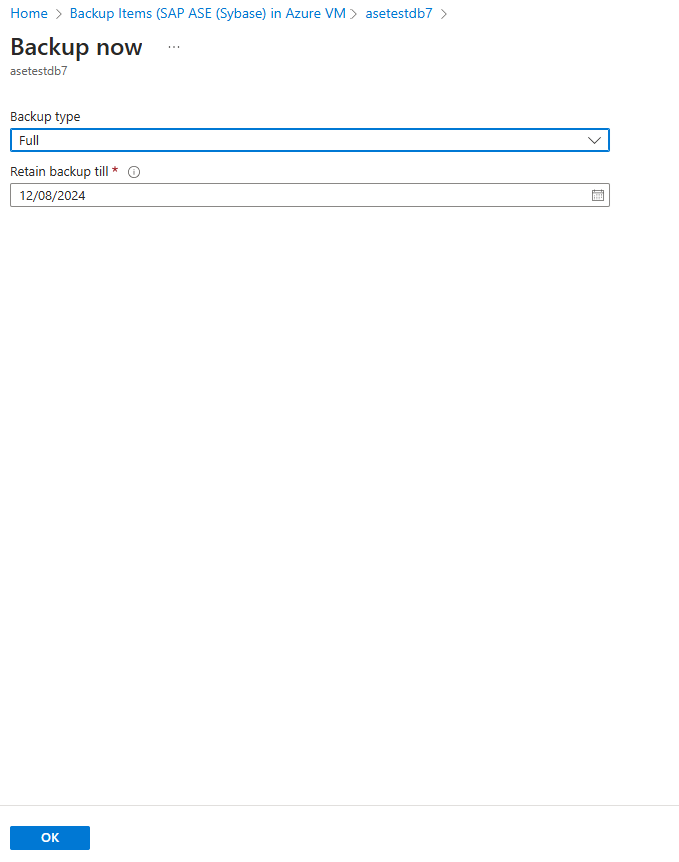 Home > Backup Items (SAP ASE (Sybase) in Azure VM > asetestdb7 >
Backup now ...
asetestdb7
Backup type
Full
Retain backup till *
12/08/2024
OK